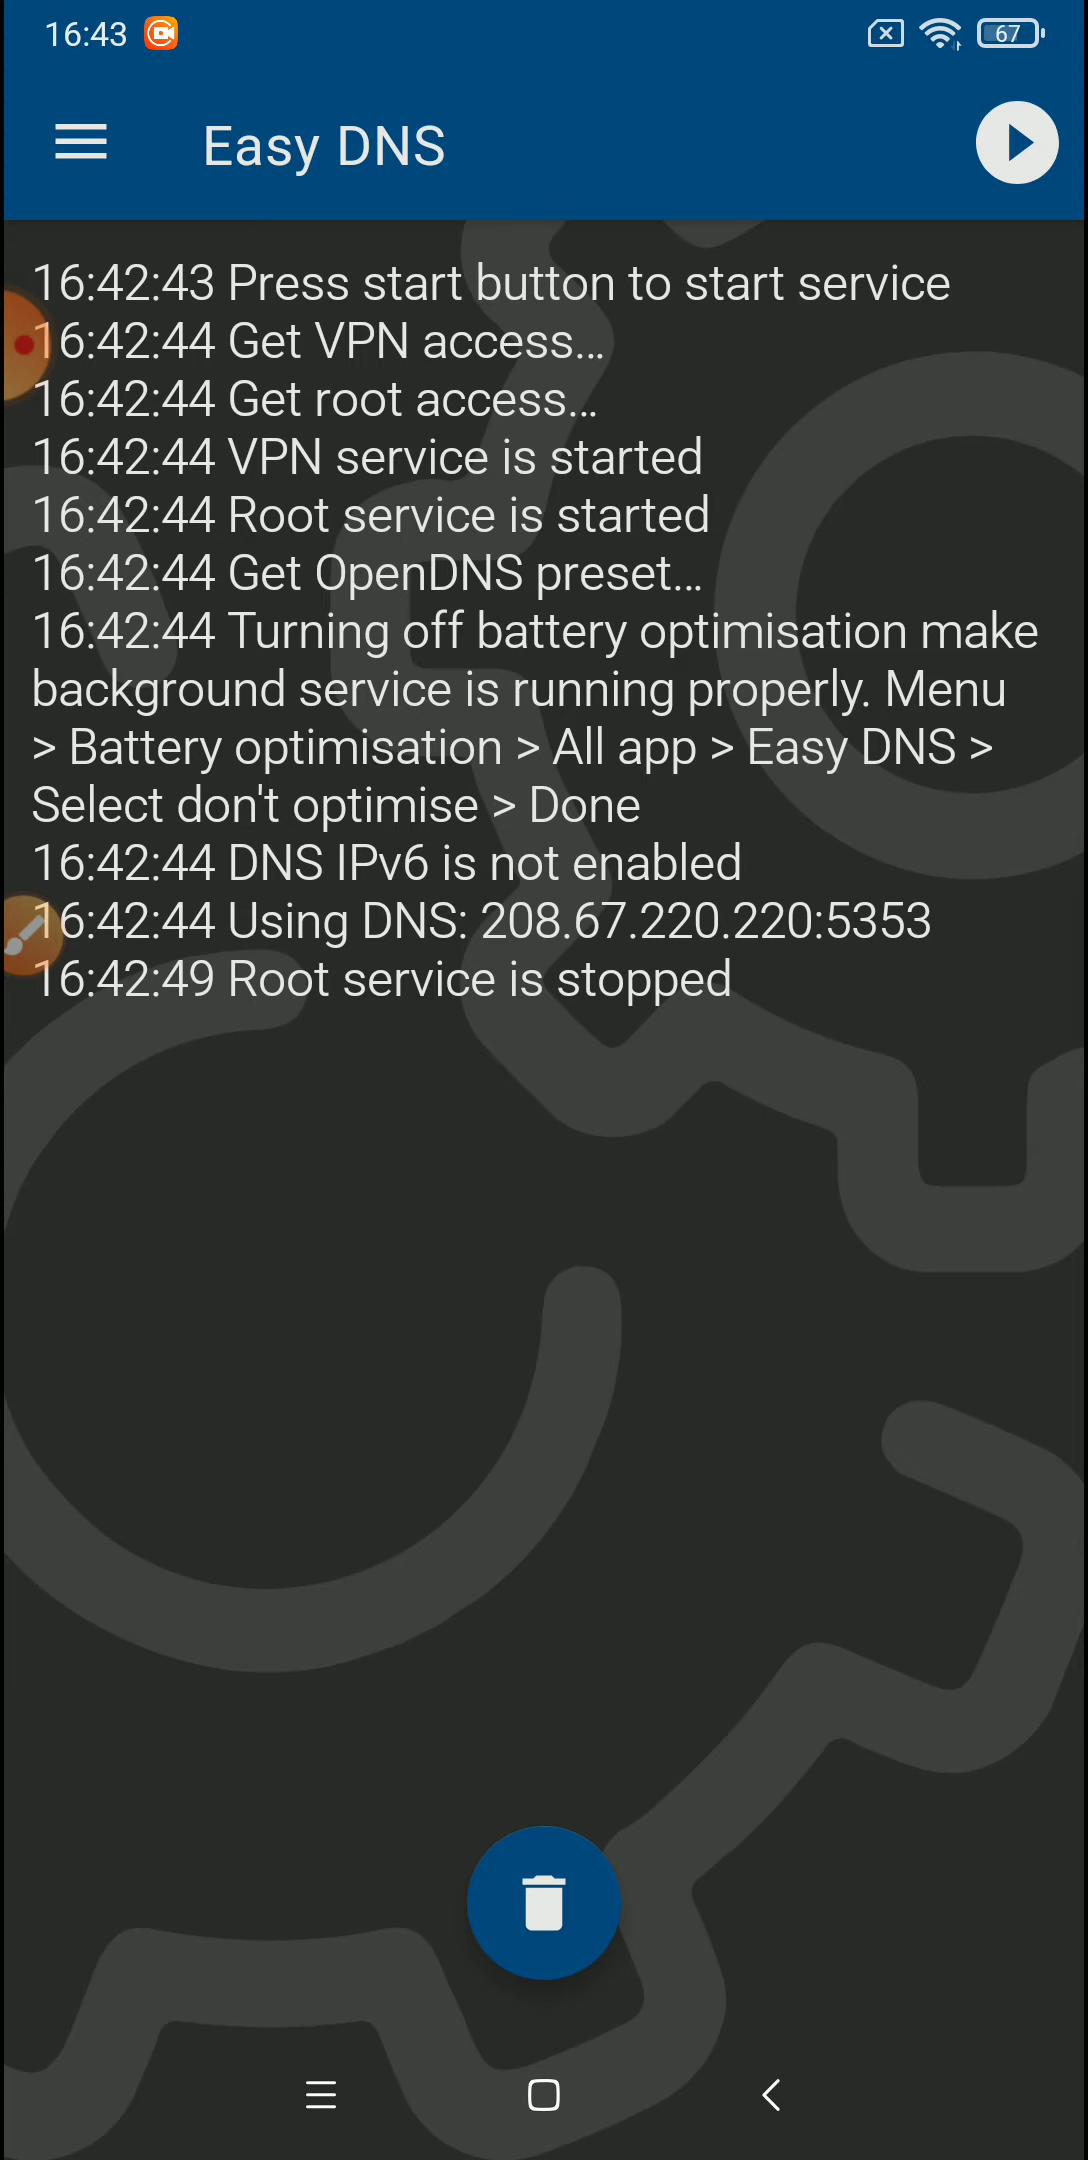 16:43
67
Easy DNS
16:42:43 Press start button to start service
16:42:44 Get VPN access...
16:42:44 Get root access...
16:42:44 VPN service is started
16:42:44 Root service is started
16:42:44 Get OpenDNS preset...
16:42:44 Turning off battery optimisation make
background service is running properly. Menu
> Battery optimisation > All app > Easy DNS >
Select don't optimise > Done
16:42:44 DNS IPv6 is not enabled
16:42:44 Using DNS: 208.67.220.220:5353
16:42:49 Root service is stopped